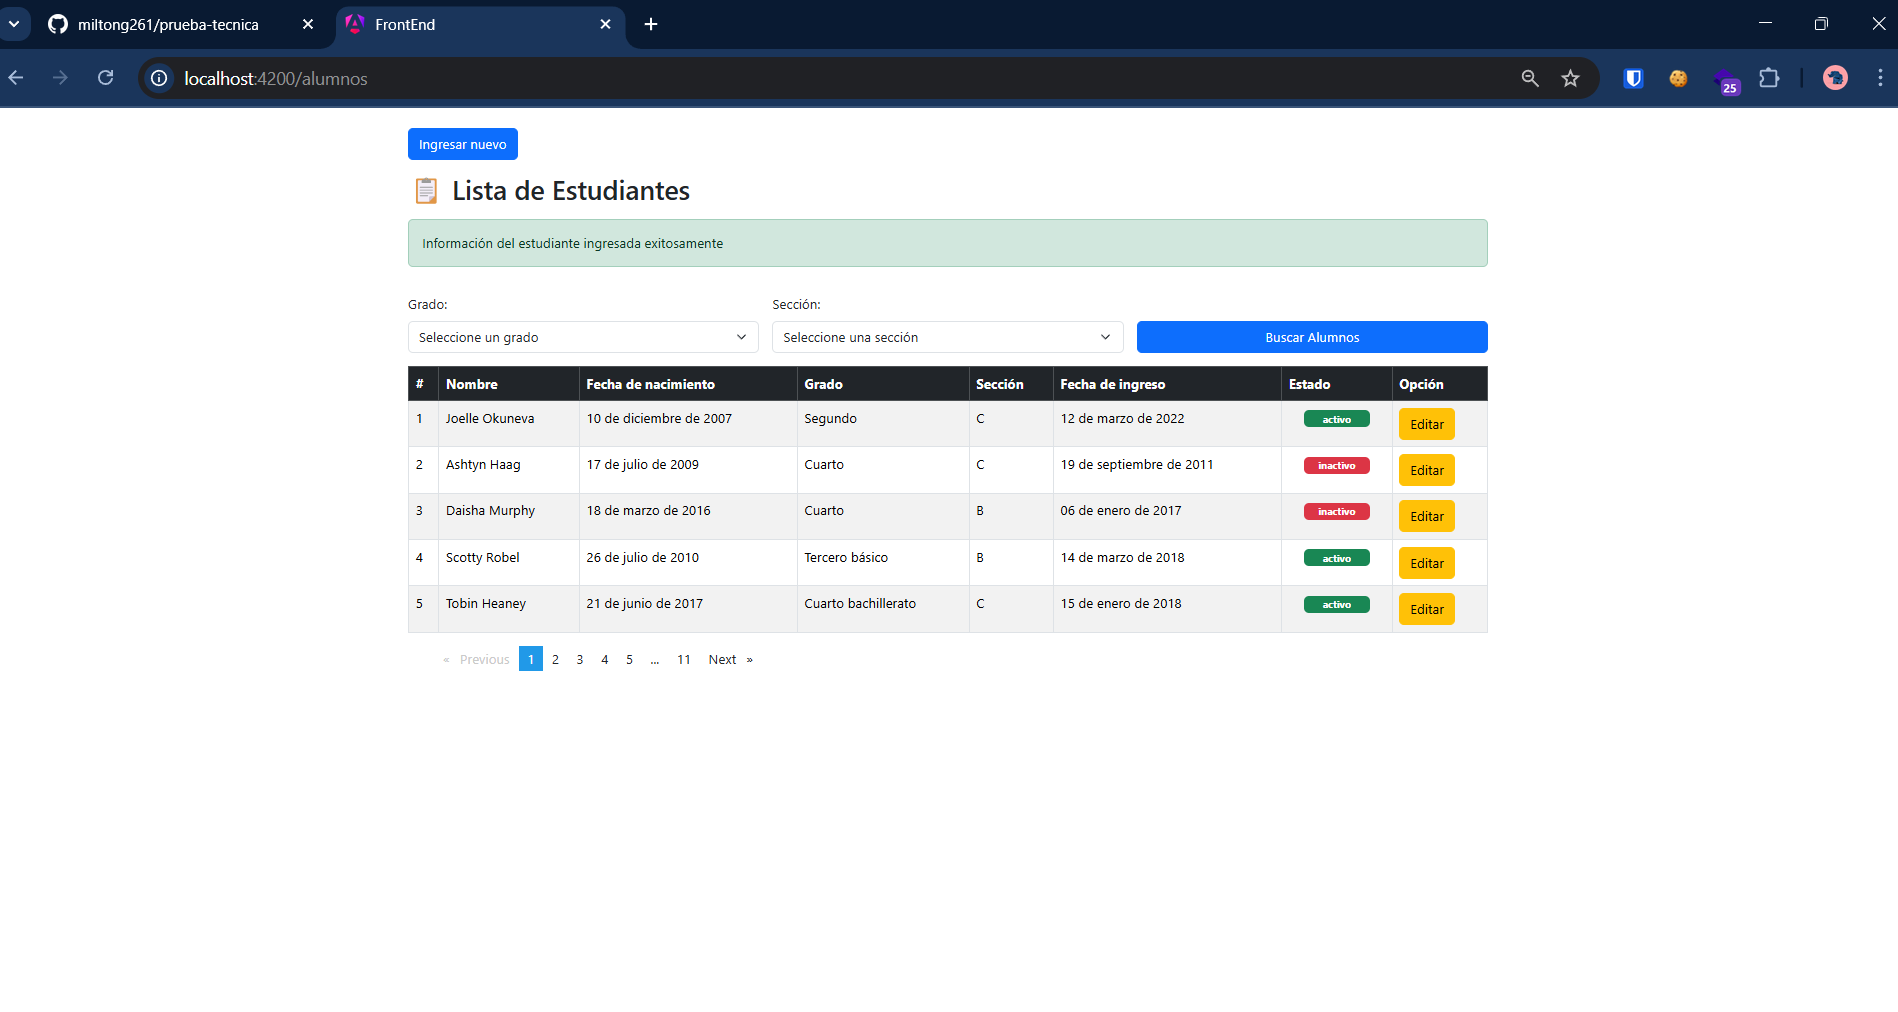 miltong261/prueba-tecnica
FrontEnd
localhost:4200/alumnos
25
Ingresar nuevo
Lista de Estudiantes
Información del estudiante ingresada exitosamente
Grado: Sección:
Seleccione un grado Seleccione una sección Buscar Alumnos
# Nombre Fecha de nacimiento Grado Sección Fecha de ingreso Estado Opción
1 Joelle Okuneva 10 de diciembre de 2007 Segundo C 12 de marzo de 2022 activo Editar
2 Ashtyn Haag 17 de julio de 2009 Cuarto C 19 de septiembre de 2011 inactivo Editar
3 Daisha Murphy 18 de marzo de 2016 Cuarto B 06 de enero de 2017 inactivo Editar
4 Scotty Robel 26 de julio de 2010 Tercero básico B 14 de marzo de 2018 activo Editar
5 Tobin Heaney 21 de junio de 2017 Cuarto bachillerato C 15 de enero de 2018 activo Editar
« Previous 1 2 3 4 5 ... 11 Next »